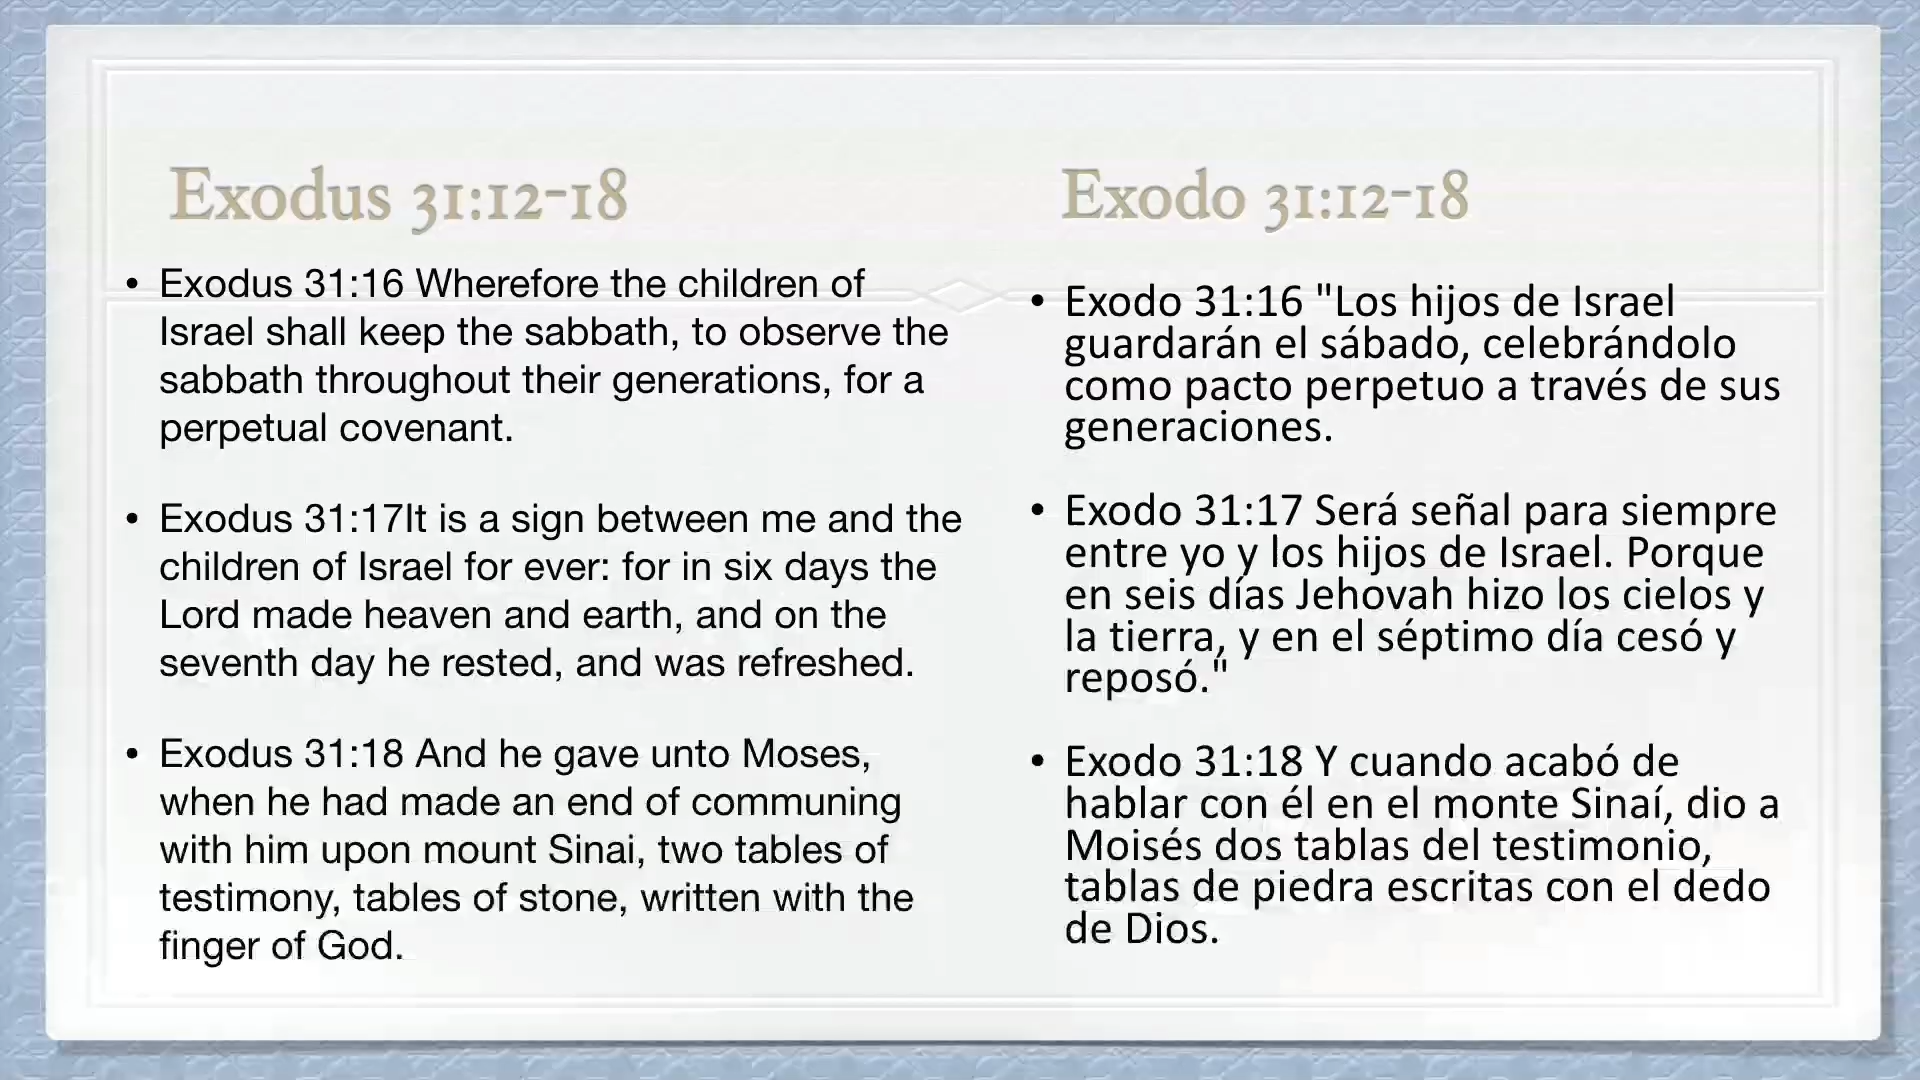 Exodus 31:12-18
• Exodus 31:16 Wherefore the children of
Israel shall keep the sabbath, to observe the
sabbath throughout their generations, for a
perpetual covenant.
• Exodus 31:17It is a sign between me and the
children of Israel for ever: for in six days the
Lord made heaven and earth, and on the
seventh day he rested, and was refreshed.
• Exodus 31:18 And he gave unto Moses,
when he had made an end of communing
with him upon mount Sinai, two tables of
testimony, tables of stone, written with the
finger of God.
Exodo 31:12-18
• Exodo 31:16 "Los hijos de Israel
guardarán el sábado, celebrándolo
como pacto perpetuo a través de sus
generaciones.
• Exodo 31:17 Será señal para siempre
entre yo y los hijos de Israel. Porque
en seis días Jehovah hizo los cielos y
la tierra, y en el séptimo día cesó y
reposó."
• Exodo 31:18 Y cuando acabó de
hablar con él en el monte Sinaí, dio a
Moisés dos tablas del testimonio,
tablas de piedra escritas con el dedo
de Dios.